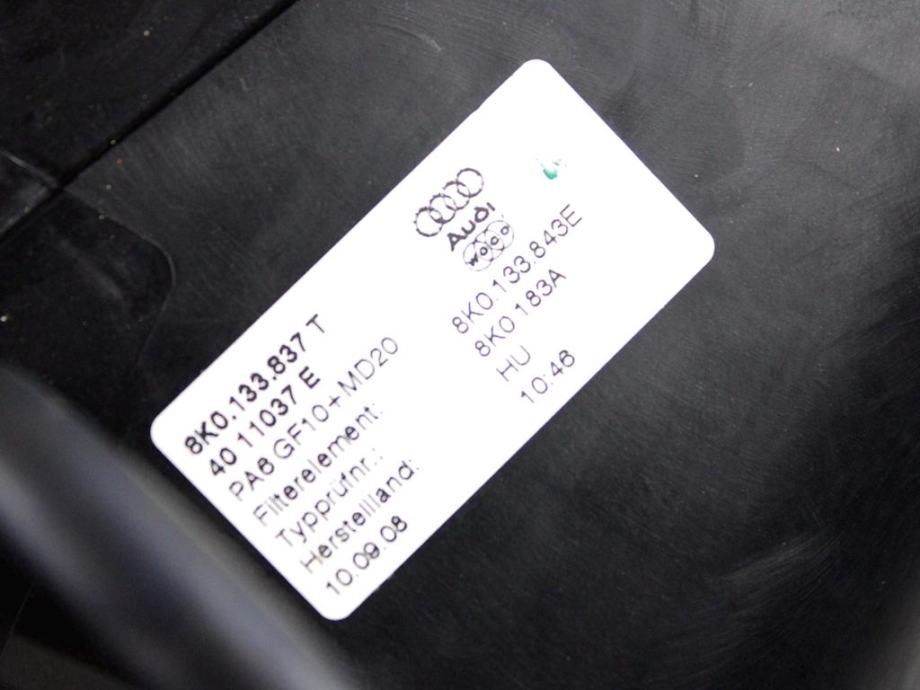 Audi
8K0.133.837 T
40 11037 E
PA6 GF10+MD20
Filterelement: 8K0.133.843E
Typprüfnr.: 8K0183A
Herstellland: HU
10.09.08 10:46